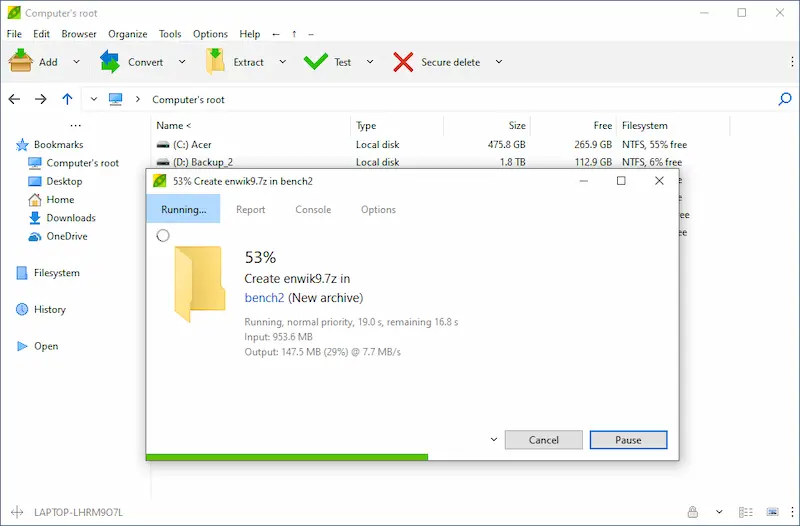 Computer's root
File Edit Browser Organize Tools Options Help
Add Convert Extract Test Secure delete
Computer's root
Name < Type Size Free Filesystem
Bookmarks
Computer's root
Desktop
Home
Downloads
OneDrive
Filesystem
History
Open
(C:) Acer Local disk 475.8 GB 265.9 GB NTFS, 55% free
(D:) Backup_2 Local disk 1.8 TB 112.9 GB NTFS, 6% free
53% Create enwik9.7z in bench2
Running... Report Console Options
53%
Create enwik9.7z in
bench2 (New archive)
Running, normal priority, 19.0 s, remaining 16.8 s
Input: 953.6 MB
Output: 147.5 MB (29%) @ 7.7 MB/s
Cancel Pause
LAPTOP-LHRM9O7L